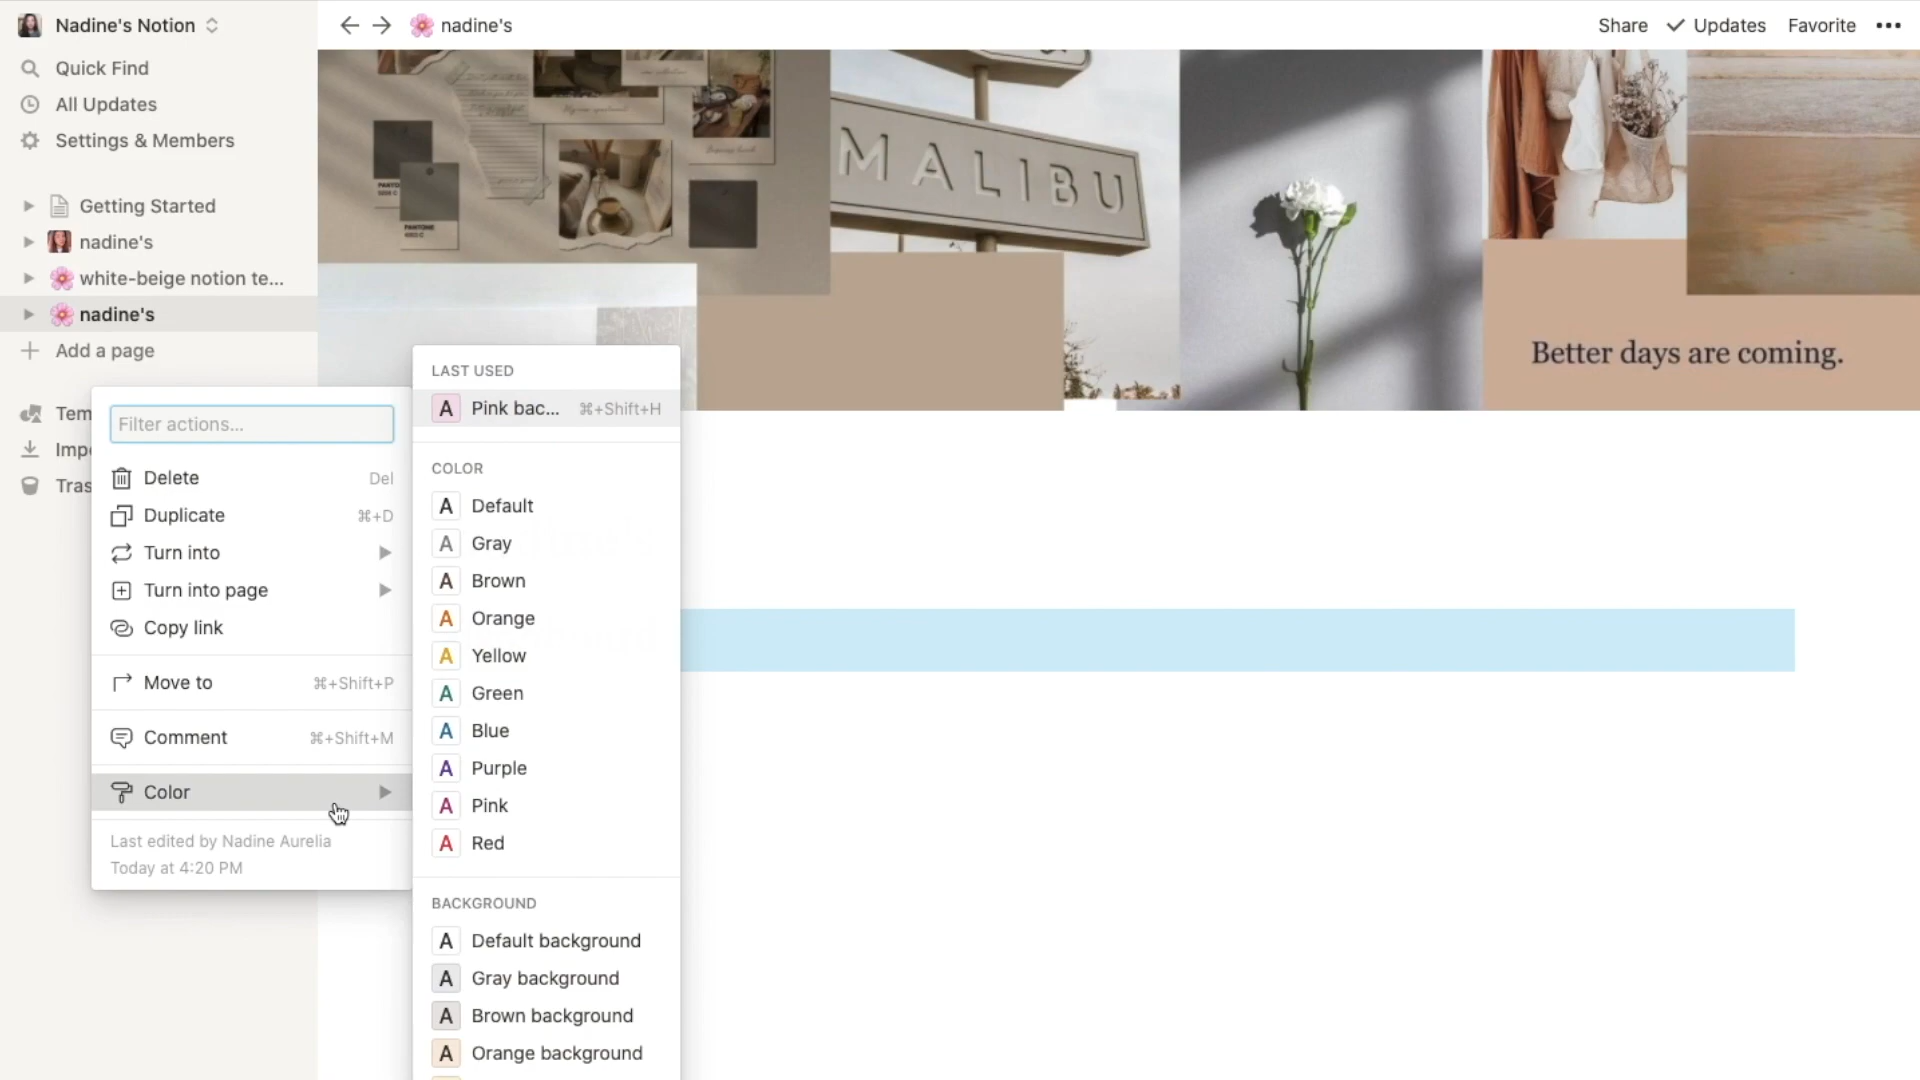 Nadine's Notion
nadine's
Share
Updates
Favorite
Quick Find
All Updates
Settings & Members
Getting Started
nadine's
white-beige notion te...
nadine's
Add a page
Tem
Impo
Tras
MALIBU
PANTONE
Better days are coming.
Filter actions...
Delete Del
Duplicate ⌘+D
Turn into
Turn into page
Copy link
Move to ⌘+Shift+P
Comment ⌘+Shift+M
Color
Last edited by Nadine Aurelia
Today at 4:20 PM
LAST USED
A Pink bac... ⌘+Shift+H
COLOR
A Default
A Gray
A Brown
A Orange
A Yellow
A Green
A Blue
A Purple
A Pink
A Red
BACKGROUND
A Default background
A Gray background
A Brown background
A Orange background